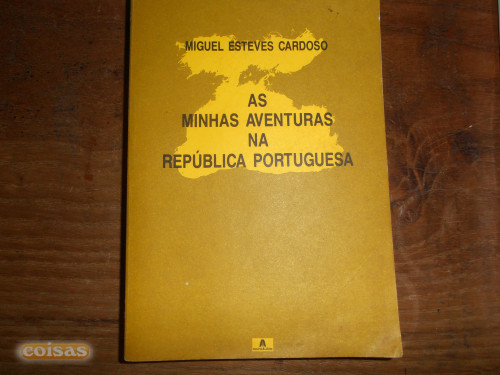 MIGUEL ESTEVES CARDOSO
AS
MINHAS AVENTURAS
NA
REPÚBLICA PORTUGUESA
coisas